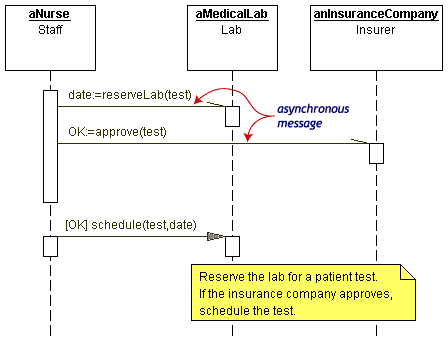 aNurse
Staff
aMedicalLab
Lab
anInsuranceCompany
Insurer
date:=reserveLab(test)
asynchronous
message
OK:=approve(test)
[OK] schedule(test,date)
Reserve the lab for a patient test.
If the insurance company approves,
schedule the test.